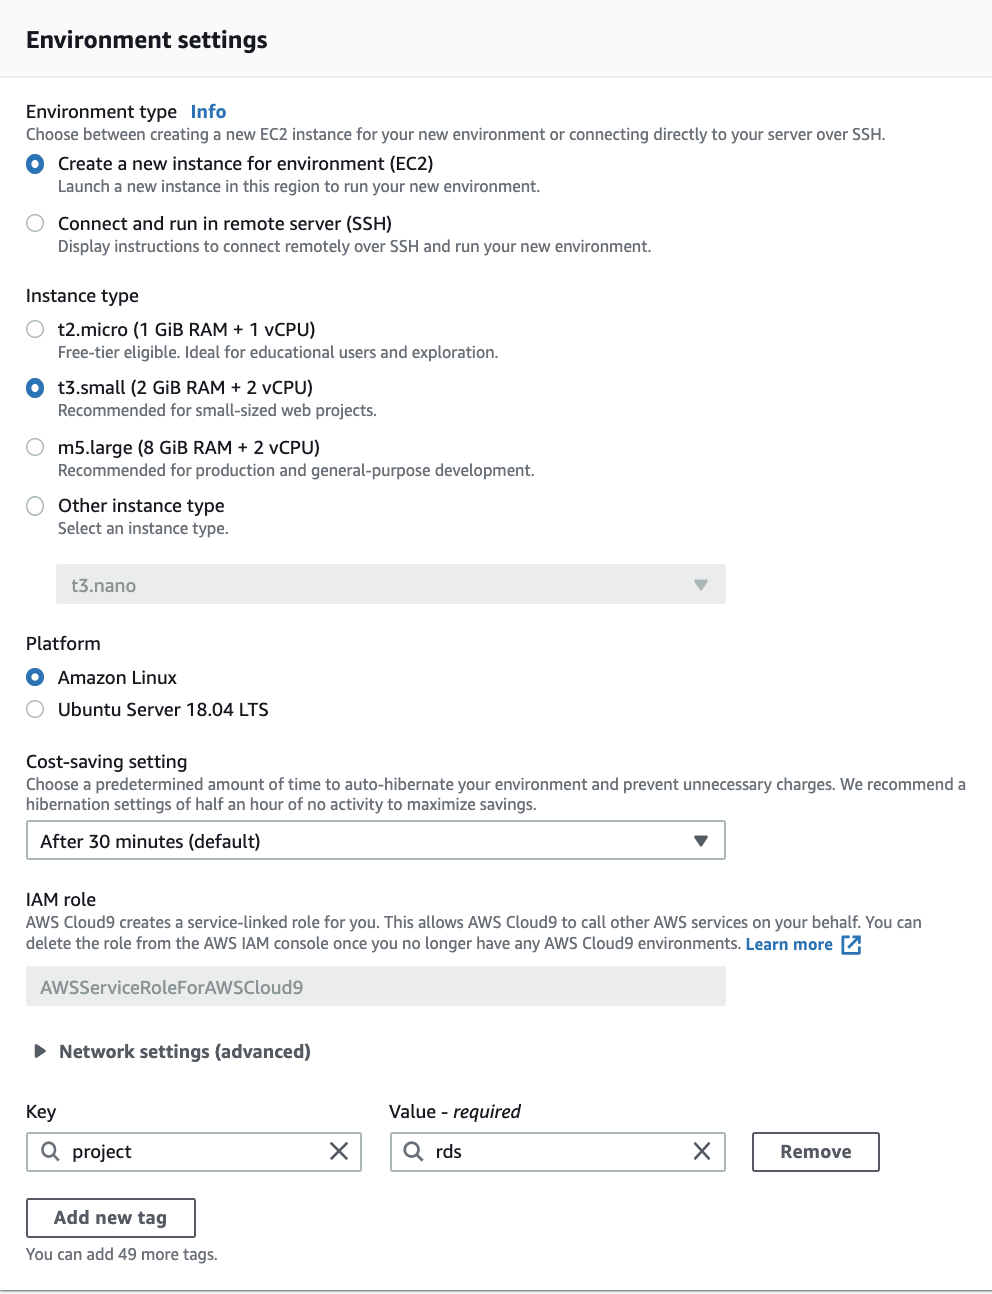 Environment settings
Environment type Info
Choose between creating a new EC2 instance for your new environment or connecting directly to your server over SSH.
Create a new instance for environment (EC2)
Launch a new instance in this region to run your new environment.
Connect and run in remote server (SSH)
Display instructions to connect remotely over SSH and run your new environment.
Instance type
t2.micro (1 GiB RAM + 1 vCPU)
Free-tier eligible. Ideal for educational users and exploration.
t3.small (2 GiB RAM + 2 vCPU)
Recommended for small-sized web projects.
m5.large (8 GiB RAM + 2 vCPU)
Recommended for production and general-purpose development.
Other instance type
Select an instance type.
t3.nano
Platform
Amazon Linux
Ubuntu Server 18.04 LTS
Cost-saving setting
Choose a predetermined amount of time to auto-hibernate your environment and prevent unnecessary charges. We recommend a
hibernation settings of half an hour of no activity to maximize savings.
After 30 minutes (default)
IAM role
AWS Cloud9 creates a service-linked role for you. This allows AWS Cloud9 to call other AWS services on your behalf. You can
delete the role from the AWS IAM console once you no longer have any AWS Cloud9 environments. Learn more
AWSServiceRoleForAWSCloud9
Network settings (advanced)
Key Value - required
project rds Remove
Add new tag
You can add 49 more tags.